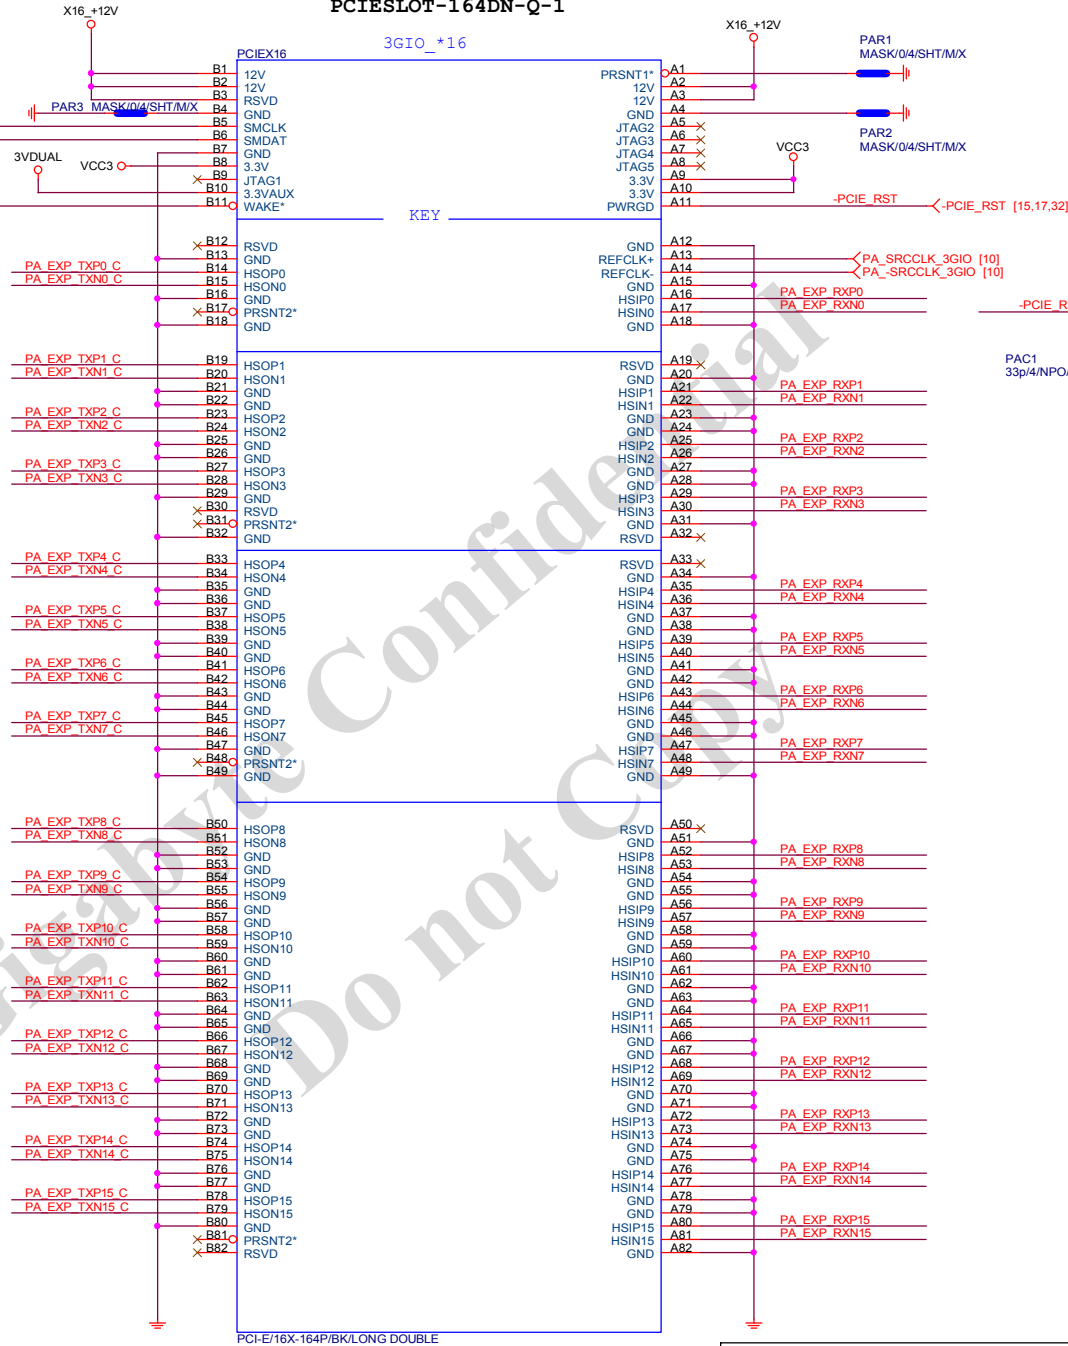 PCIESLOT-164DN-Q-1
X16_+12V
X16_+12V
3GIO_*16
PCIEX16
PAR1
MASK/0/4/SHT/M/X
B1 12V PRSNT1* A1
B2 12V 12V A2
B3 RSVD 12V A3
PAR3 MASK/0/4/SHT/M/X B4 GND GND A4
B5 SMCLK JTAG2 A5
B6 SMDAT JTAG3 A6
PAR2
MASK/0/4/SHT/M/X
B7 GND JTAG4 A7
3VDUAL VCC3 B8 3.3V JTAG5 A8 VCC3
B9 JTAG1 3.3V A9
B10 3.3VAUX 3.3V A10
B11 WAKE* PWRGD A11 -PCIE_RST -PCIE_RST [15,17,32]
KEY
B12 RSVD GND A12
B13 GND REFCLK+ A13 PA_SRCCLK_3GIO [10]
PA_EXP_TXP0_C B14 HSOP0 REFCLK- A14 PA_-SRCCLK_3GIO [10]
PA_EXP_TXN0_C B15 HSON0 GND A15
B16 GND HSIP0 A16 PA_EXP_RXP0
B17 PRSNT2* HSIN0 A17 PA_EXP_RXN0 -PCIE_R
B18 GND GND A18
PA_EXP_TXP1_C B19 HSOP1 RSVD A19 PAC1
PA_EXP_TXN1_C B20 HSON1 GND A20 33p/4/NPO/
B21 GND HSIP1 A21 PA_EXP_RXP1
B22 GND HSIN1 A22 PA_EXP_RXN1
PA_EXP_TXP2_C B23 HSOP2 GND A23
PA_EXP_TXN2_C B24 HSON2 GND A24
B25 GND HSIP2 A25 PA_EXP_RXP2
B26 GND HSIN2 A26 PA_EXP_RXN2
PA_EXP_TXP3_C B27 HSOP3 GND A27
PA_EXP_TXN3_C B28 HSON3 GND A28
B29 GND HSIP3 A29 PA_EXP_RXP3
B30 RSVD HSIN3 A30 PA_EXP_RXN3
B31 PRSNT2* GND A31
B32 GND RSVD A32
PA_EXP_TXP4_C B33 HSOP4 RSVD A33
PA_EXP_TXN4_C B34 HSON4 GND A34
B35 GND HSIP4 A35 PA_EXP_RXP4
B36 GND HSIN4 A36 PA_EXP_RXN4
PA_EXP_TXP5_C B37 HSOP5 GND A37
PA_EXP_TXN5_C B38 HSON5 GND A38
B39 GND HSIP5 A39 PA_EXP_RXP5
B40 GND HSIN5 A40 PA_EXP_RXN5
PA_EXP_TXP6_C B41 HSOP6 GND A41
PA_EXP_TXN6_C B42 HSON6 GND A42
B43 GND HSIP6 A43 PA_EXP_RXP6
B44 GND HSIN6 A44 PA_EXP_RXN6
PA_EXP_TXP7_C B45 HSOP7 GND A45
PA_EXP_TXN7_C B46 HSON7 GND A46
B47 GND HSIP7 A47 PA_EXP_RXP7
B48 PRSNT2* HSIN7 A48 PA_EXP_RXN7
B49 GND GND A49
PA_EXP_TXP8_C B50 HSOP8 RSVD A50
PA_EXP_TXN8_C B51 HSON8 GND A51
B52 GND HSIP8 A52 PA_EXP_RXP8
B53 GND HSIN8 A53 PA_EXP_RXN8
PA_EXP_TXP9_C B54 HSOP9 GND A54
PA_EXP_TXN9_C B55 HSON9 GND A55
B56 GND HSIP9 A56 PA_EXP_RXP9
B57 GND HSIN9 A57 PA_EXP_RXN9
PA_EXP_TXP10_C B58 HSOP10 GND A58
PA_EXP_TXN10_C B59 HSON10 GND A59
B60 GND HSIP10 A60 PA_EXP_RXP10
B61 GND HSIN10 A61 PA_EXP_RXN10
PA_EXP_TXP11_C B62 HSOP11 GND A62
PA_EXP_TXN11_C B63 HSON11 GND A63
B64 GND HSIP11 A64 PA_EXP_RXP11
B65 GND HSIN11 A65 PA_EXP_RXN11
PA_EXP_TXP12_C B66 HSOP12 GND A66
PA_EXP_TXN12_C B67 HSON12 GND A67
B68 GND HSIP12 A68 PA_EXP_RXP12
B69 GND HSIN12 A69 PA_EXP_RXN12
PA_EXP_TXP13_C B70 HSOP13 GND A70
PA_EXP_TXN13_C B71 HSON13 GND A71
B72 GND HSIP13 A72 PA_EXP_RXP13
B73 GND HSIN13 A73 PA_EXP_RXN13
PA_EXP_TXP14_C B74 HSOP14 GND A74
PA_EXP_TXN14_C B75 HSON14 GND A75
B76 GND HSIP14 A76 PA_EXP_RXP14
B77 GND HSIN14 A77 PA_EXP_RXN14
PA_EXP_TXP15_C B78 HSOP15 GND A78
PA_EXP_TXN15_C B79 HSON15 GND A79
B80 GND HSIP15 A80 PA_EXP_RXP15
B81 PRSNT2* HSIN15 A81 PA_EXP_RXN15
B82 RSVD GND A82
PCI-E/16X-164P/BK/LONG DOUBLE
Gigabyte Confidential
Do not Copy